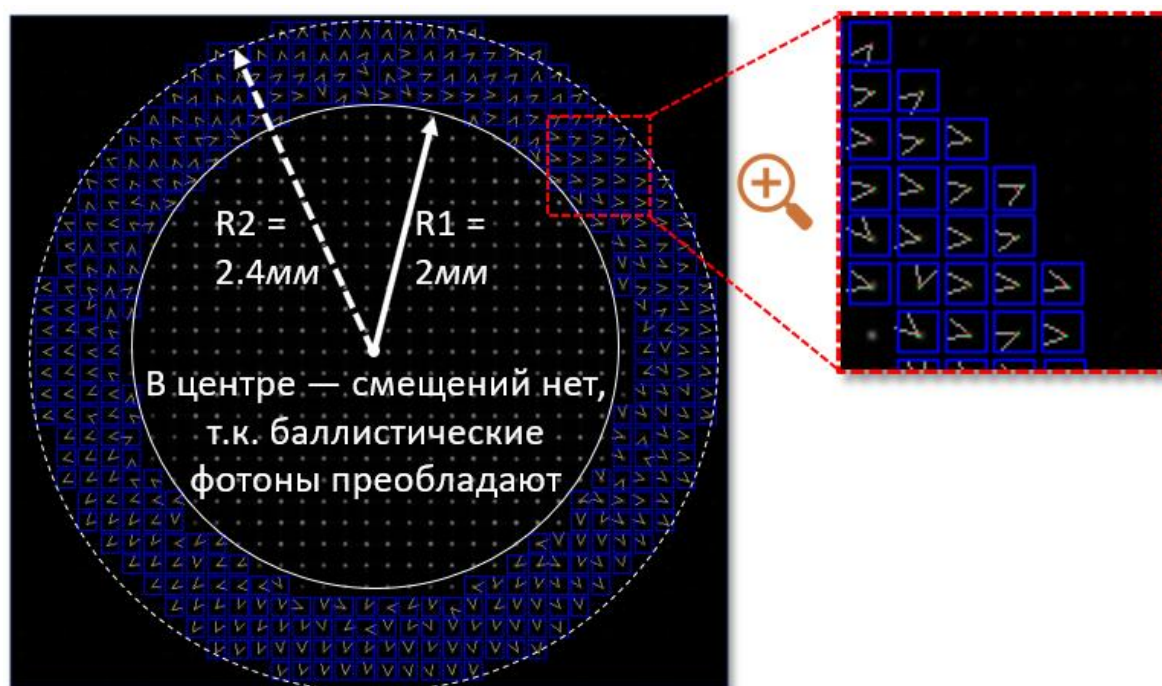 R2 =
2.4мм
R1 =
2мм
В центре — смещений нет,
т.к. баллистические
фотоны преобладают